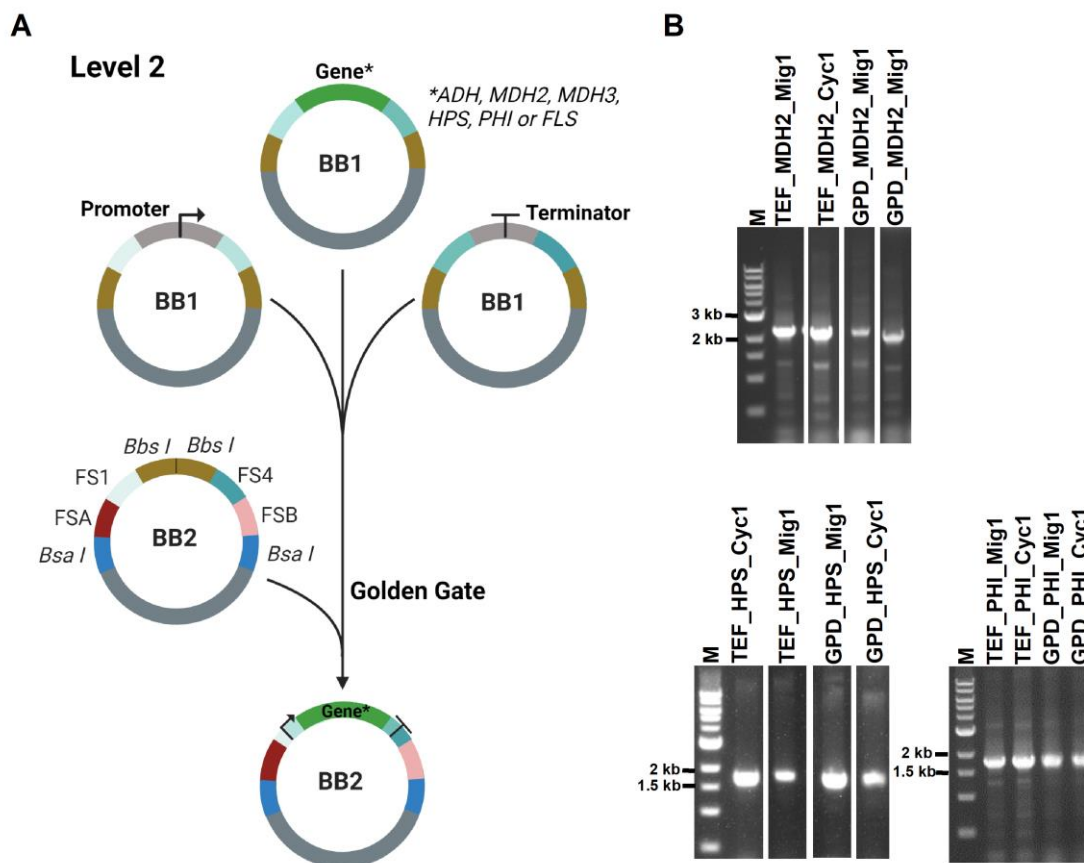 A
Level 2
Gene*
*ADH, MDH2, MDH3,
HPS, PHI or FLS
BB1
Promoter
BB1
Terminator
BB1
Bbs I
Bbs I
FS1
FS4
FSA
FSB
Bsa I
Bsa I
BB2
Golden Gate
Gene*
BB2
B
M
TEF_MDH2_Mig1
TEF_MDH2_Cyc1
GPD_MDH2_Mig1
GPD_MDH2_Mig1
3 kb
2 kb
M
TEF_HPS_Cyc1
TEF_HPS_Mig1
GPD_HPS_Mig1
GPD_HPS_Cyc1
2 kb
1.5 kb
M
TEF_PHI_Mig1
TEF_PHI_Cyc1
GPD_PHI_Mig1
GPD_PHI_Cyc1
2 kb
1.5 kb